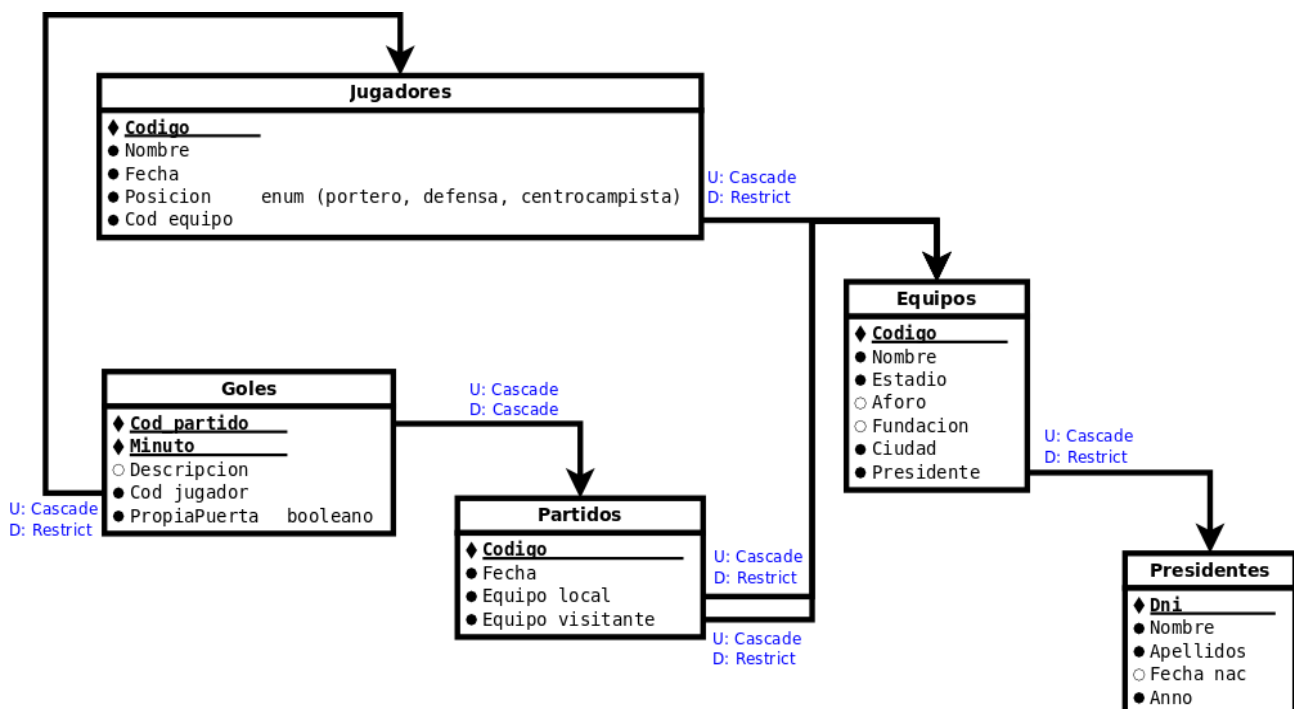 Jugadores
Codigo
Nombre
Fecha
Posicion enum (portero, defensa, centrocampista)
Cod equipo
U: Cascade
D: Restrict
Equipos
Codigo
Nombre
Estadio
Aforo
Fundacion
Ciudad
Presidente
U: Cascade
D: Restrict
Goles
Cod_partido
Minuto
Descripcion
Cod jugador
PropiaPuerta booleano
U: Cascade
D: Restrict
U: Cascade
D: Cascade
Partidos
Codigo
Fecha
Equipo local
Equipo visitante
U: Cascade
D: Restrict
U: Cascade
D: Restrict
Presidentes
Dni
Nombre
Apellidos
Fecha nac
Anno